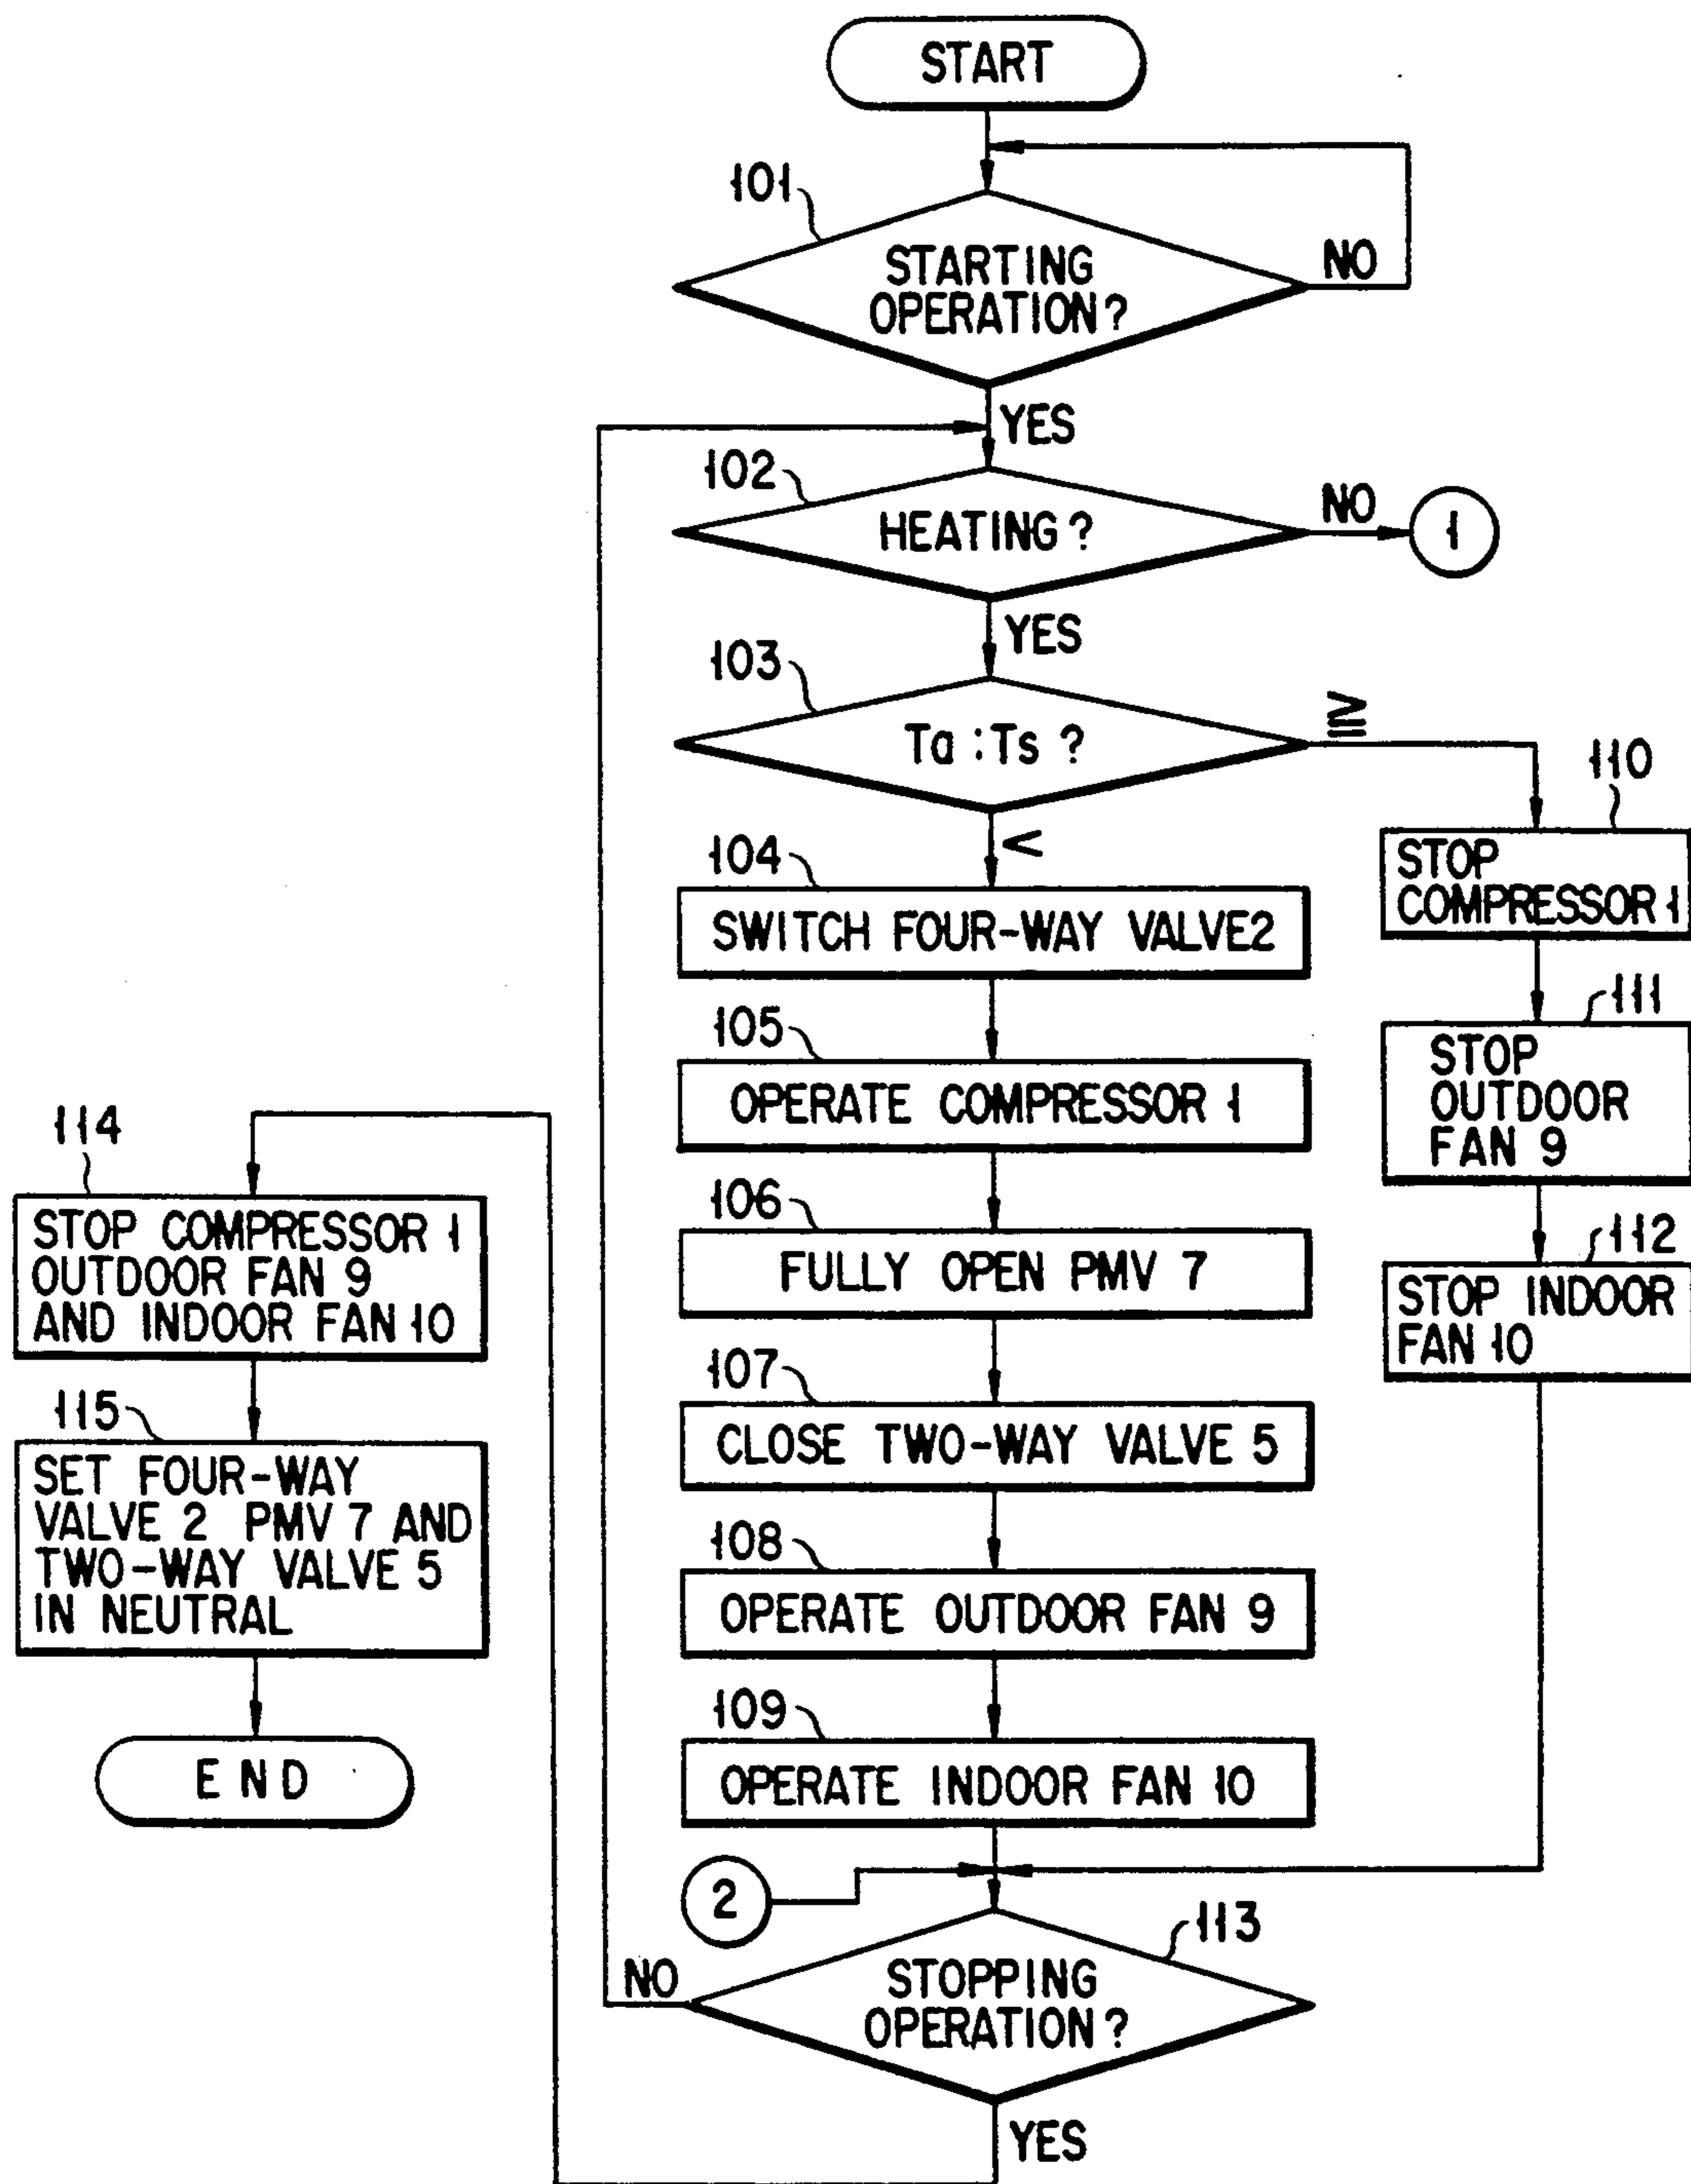 START
101
STARTING
OPERATION?
NO
YES
102
HEATING?
NO
1
YES
103
Ta:Ts?
≧
<
104
SWITCH FOUR-WAY VALVE2
105
OPERATE COMPRESSOR 1
106
FULLY OPEN PMV 7
107
CLOSE TWO-WAY VALVE 5
108
OPERATE OUTDOOR FAN 9
109
OPERATE INDOOR FAN 10
110
STOP
COMPRESSOR 1
111
STOP
OUTDOOR
FAN 9
112
STOP INDOOR
FAN 10
2
113
STOPPING
OPERATION?
NO
YES
114
STOP COMPRESSOR 1
OUTDOOR FAN 9
AND INDOOR FAN 10
115
SET FOUR-WAY
VALVE 2 PMV 7 AND
TWO-WAY VALVE 5
IN NEUTRAL
END